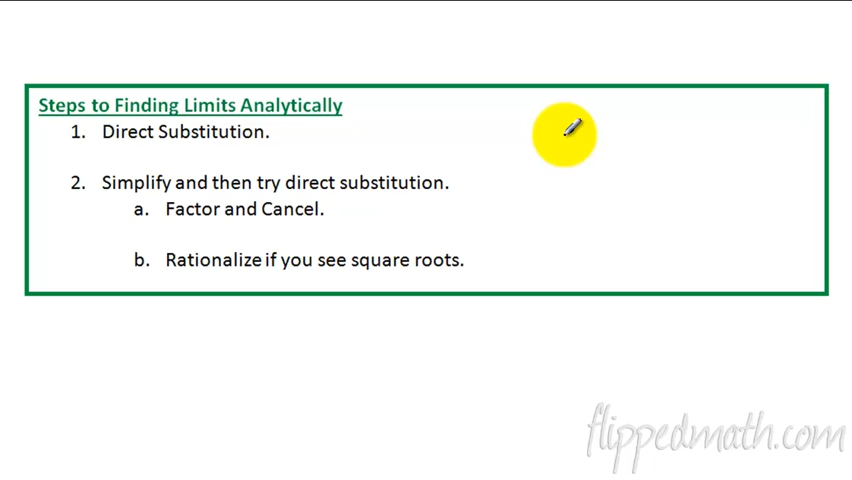 Steps to Finding Limits Analytically
1. Direct Substitution.
2. Simplify and then try direct substitution.
a. Factor and Cancel.
b. Rationalize if you see square roots.
flippedmath.com